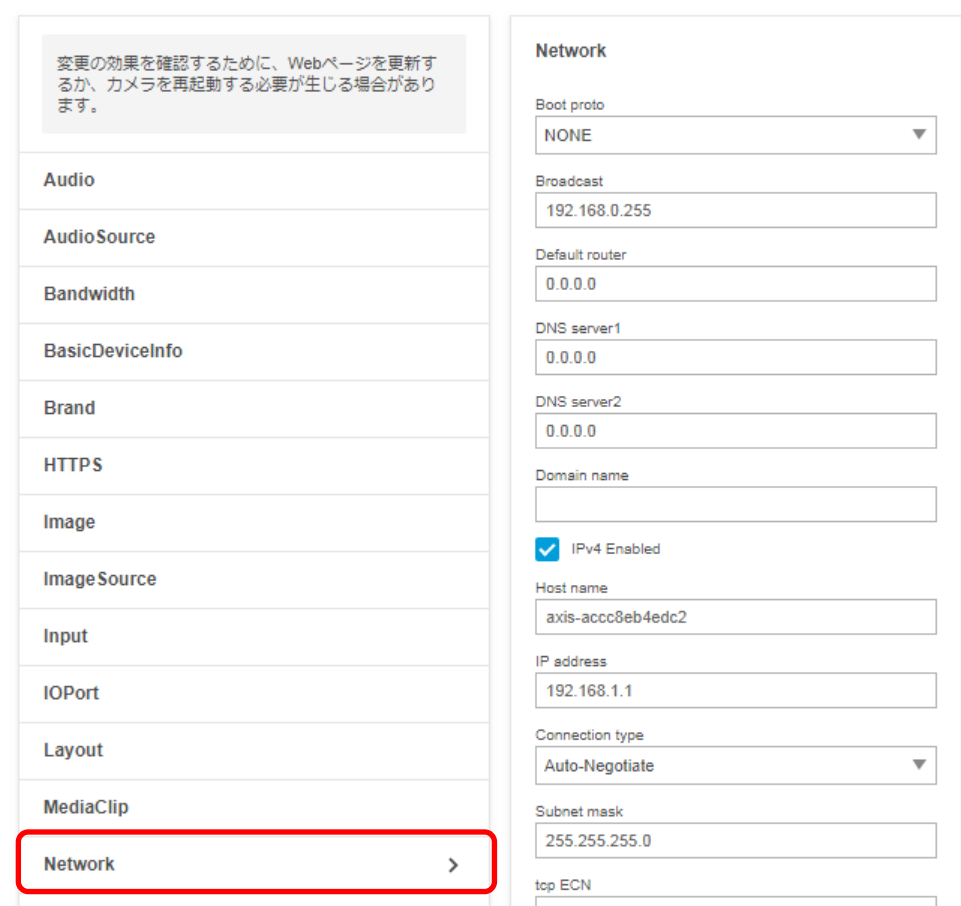 変更の効果を確認するために、Webページを更新す
るか、カメラを再起動する必要が生じる場合があり
ます。
Audio
AudioSource
Bandwidth
BasicDeviceInfo
Brand
HTTPS
Image
ImageSource
Input
IOPort
Layout
MediaClip
Network
Network
Boot proto
NONE
Broadcast
192.168.0.255
Default router
0.0.0.0
DNS server1
0.0.0.0
DNS server2
0.0.0.0
Domain name
IPv4 Enabled
Host name
axis-accc8eb4edc2
IP address
192.168.1.1
Connection type
Auto-Negotiate
Subnet mask
255.255.255.0
tcp ECN